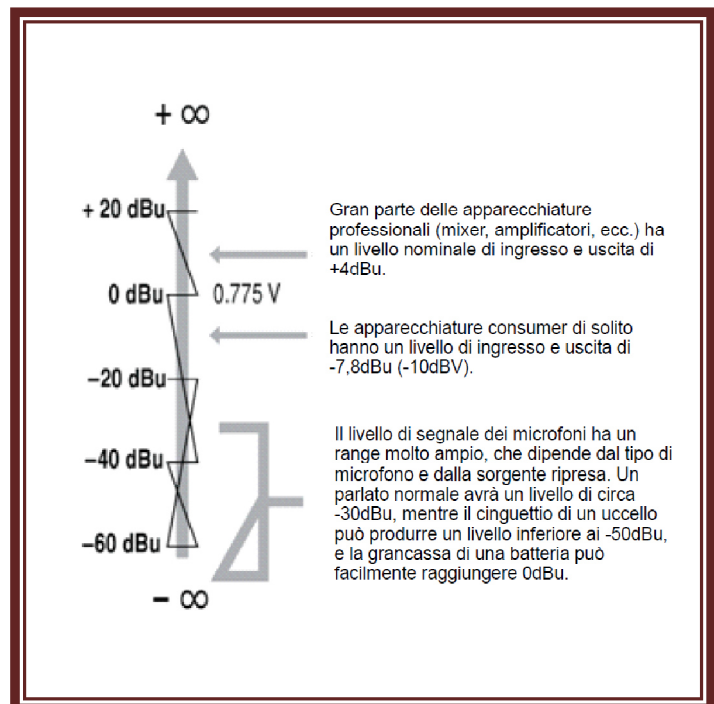 + ∞
+ 20 dBu
Gran parte delle apparecchiature
professionali (mixer, amplificatori, ecc.) ha
un livello nominale di ingresso e uscita di
+4dBu.
0 dBu
0.775 V
Le apparecchiature consumer di solito
hanno un livello di ingresso e uscita di
-7,8dBu (-10dBV).
–20 dBu
–40 dBu
–60 dBu
Il livello di segnale dei microfoni ha un
range molto ampio, che dipende dal tipo di
microfono e dalla sorgente ripresa. Un
parlato normale avrà un livello di circa
-30dBu, mentre il cinguettio di un uccello
può produrre un livello inferiore ai -50dBu,
e la grancassa di una batteria può
facilmente raggiungere 0dBu.
– ∞